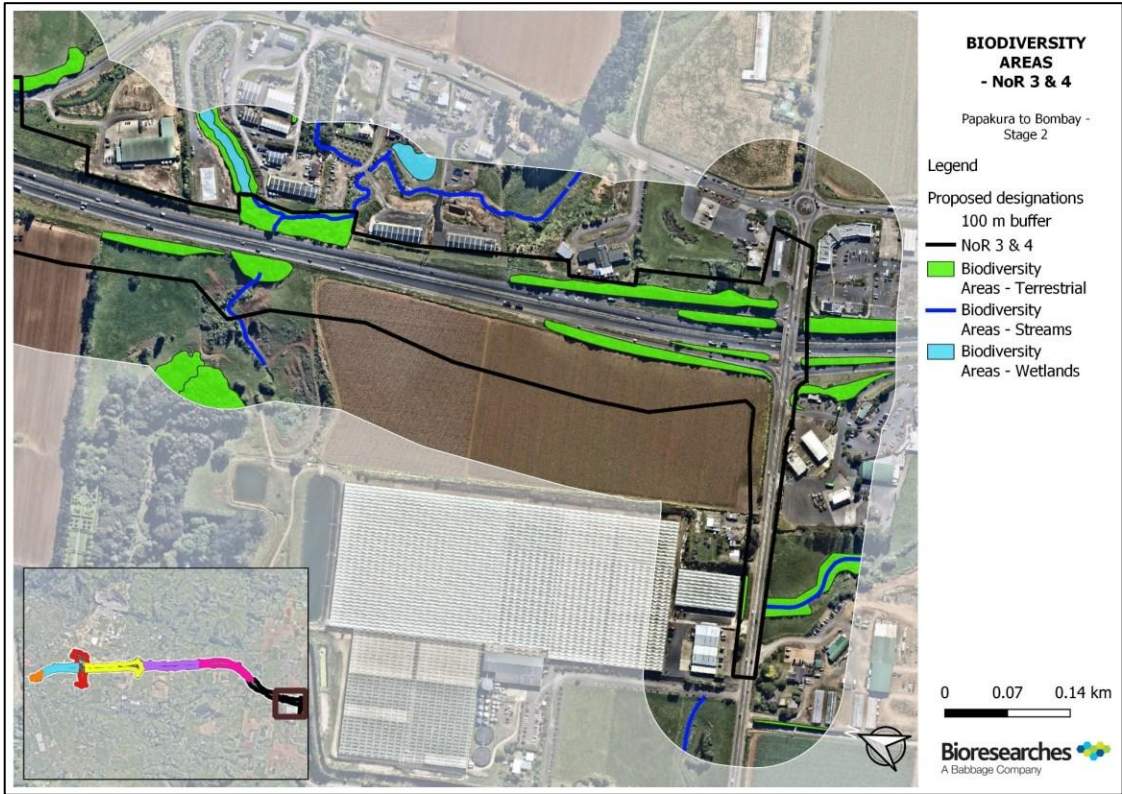 BIODIVERSITY
AREAS
- NoR 3 & 4
Papakura to Bombay -
Stage 2
Legend
Proposed designations
100 m buffer
NoR 3 & 4
Biodiversity
Areas - Terrestrial
Biodiversity
Areas - Streams
Biodiversity
Areas - Wetlands
0 0.07 0.14 km
Bioresearches
A Babbage Company